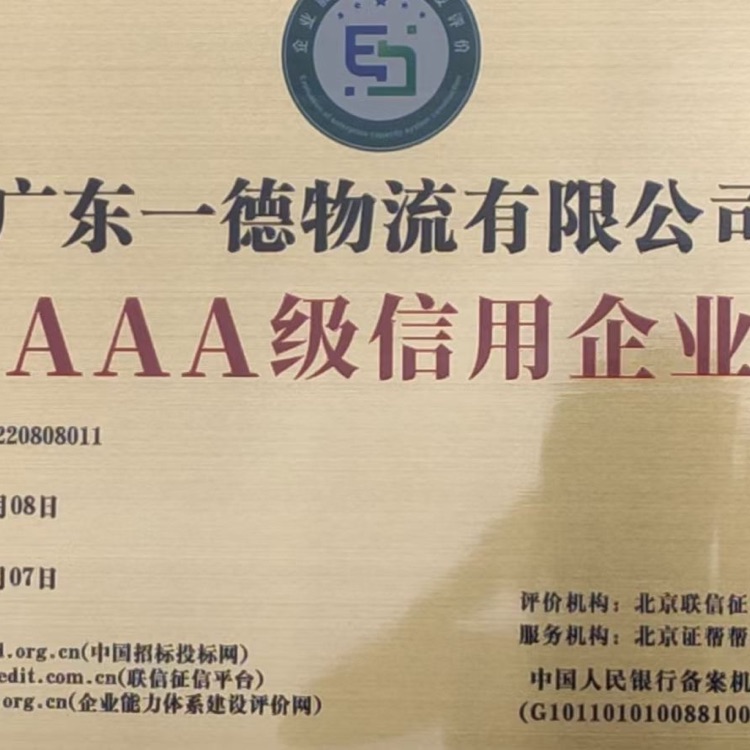 广东一德物流有限公司
AAA级信用企业
220808011
月08日
月07日
评价机构：北京联信征
服务机构：北京证帮帮
.org.cn(中国招标投标网)
edit.com.cn(联信征信平台)
.org.cn(企业能力体系建设评价网)
中国人民银行备案机
(G101101010088100